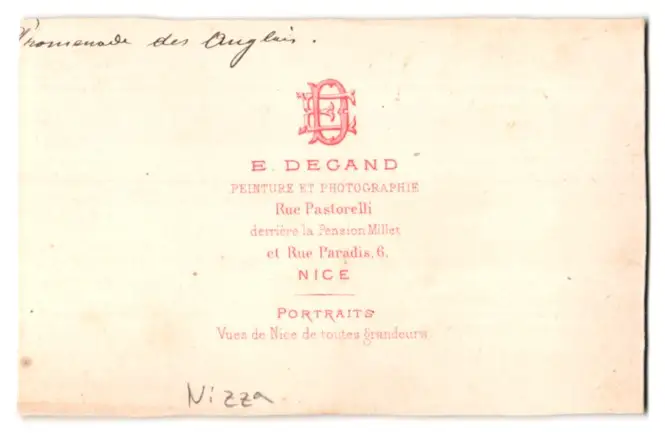 Promenade des Anglais.
ED
E. DEGAND
PEINTURE ET PHOTOGRAPHIE
Rue Pastorelli
derrière la Pension Millet
et Rue Paradis, 6.
NICE
PORTRAITS
Vues de Nice de toutes grandeurs
Nizza